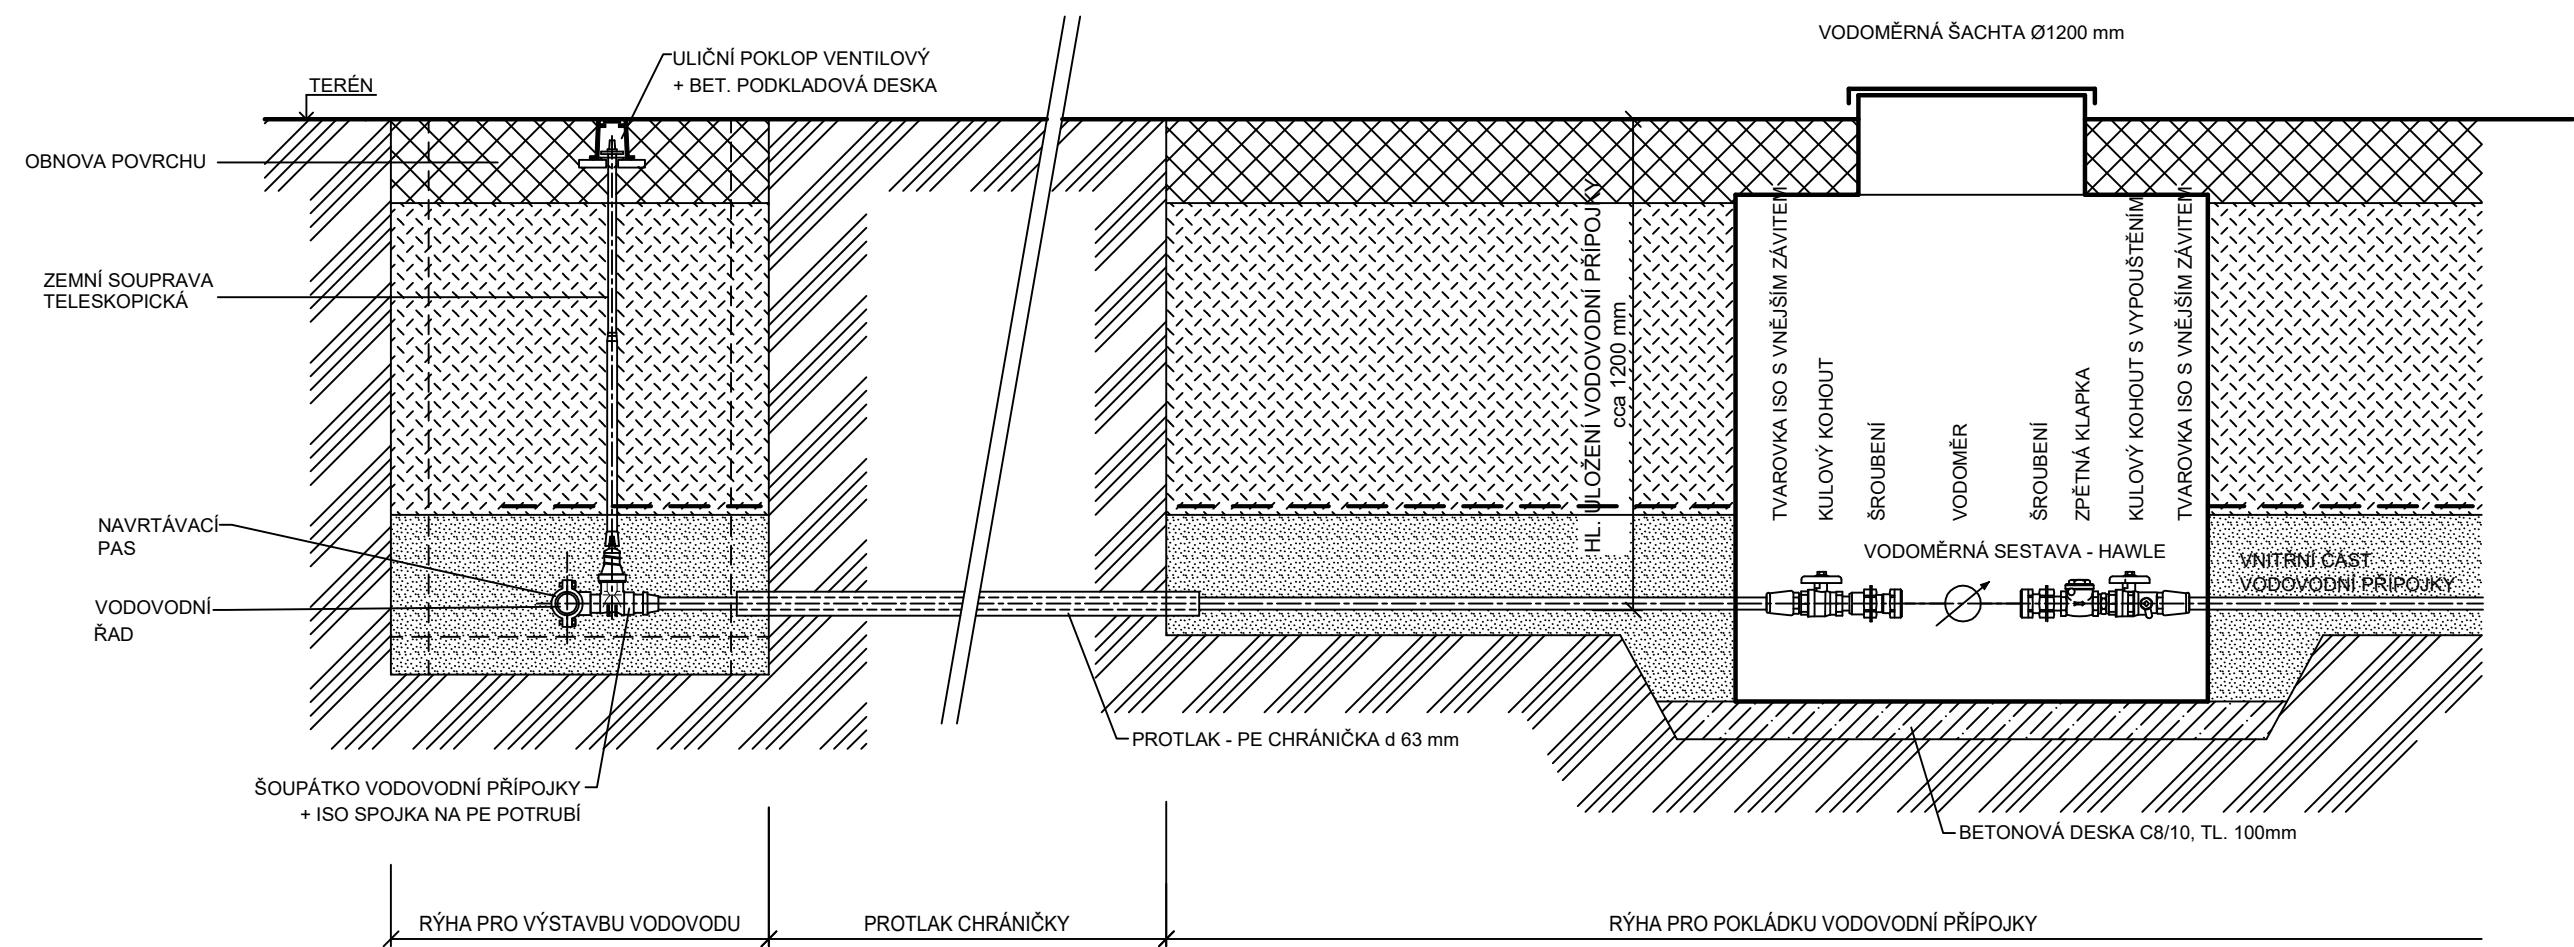 VODOMĚRNÁ ŠACHTA Ø1200 mm
ULIČNÍ POKLOP VENTILOVÝ
+ BET. PODKLADOVÁ DESKA
TERÉN
OBNOVA POVRCHU
ZEMNÍ SOUPRAVA
TELESKOPICKÁ
NAVRTÁVACÍ
PAS
VODOVODNÍ
ŘAD
HL. ULOŽENÍ VODOVODNÍ PŘÍPOJKY
cca 1200 mm
TVAROVKA ISO S VNĚJŠÍM ZÁVITEM
KULOVÝ KOHOUT
ŠROUBENÍ
VODOMĚR
ŠROUBENÍ
ZPĚTNÁ KLAPKA
KULOVÝ KOHOUT S VYPOUŠTĚNÍM
TVAROVKA ISO S VNĚJŠÍM ZÁVITEM
VODOMĚRNÁ SESTAVA - HAWLE
VNITŘNÍ ČÁST
VODOVODNÍ PŘÍPOJKY
PROTLAK - PE CHRÁNIČKA d 63 mm
ŠOUPÁTKO VODOVODNÍ PŘÍPOJKY
+ ISO SPOJKA NA PE POTRUBÍ
BETONOVÁ DESKA C8/10, TL. 100mm
RÝHA PRO VÝSTAVBU VODOVODU
PROTLAK CHRÁNIČKY
RÝHA PRO POKLÁDKU VODOVODNÍ PŘÍPOJKY